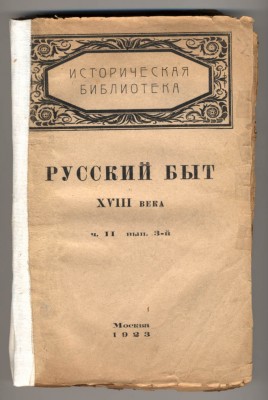 ИСТОРИЧЕСКАЯ
БИБЛИОТЕКА
РУССКИЙ БЫТ
XVIII ВЕКА
ч. II вып. 3-й
Москва
1923